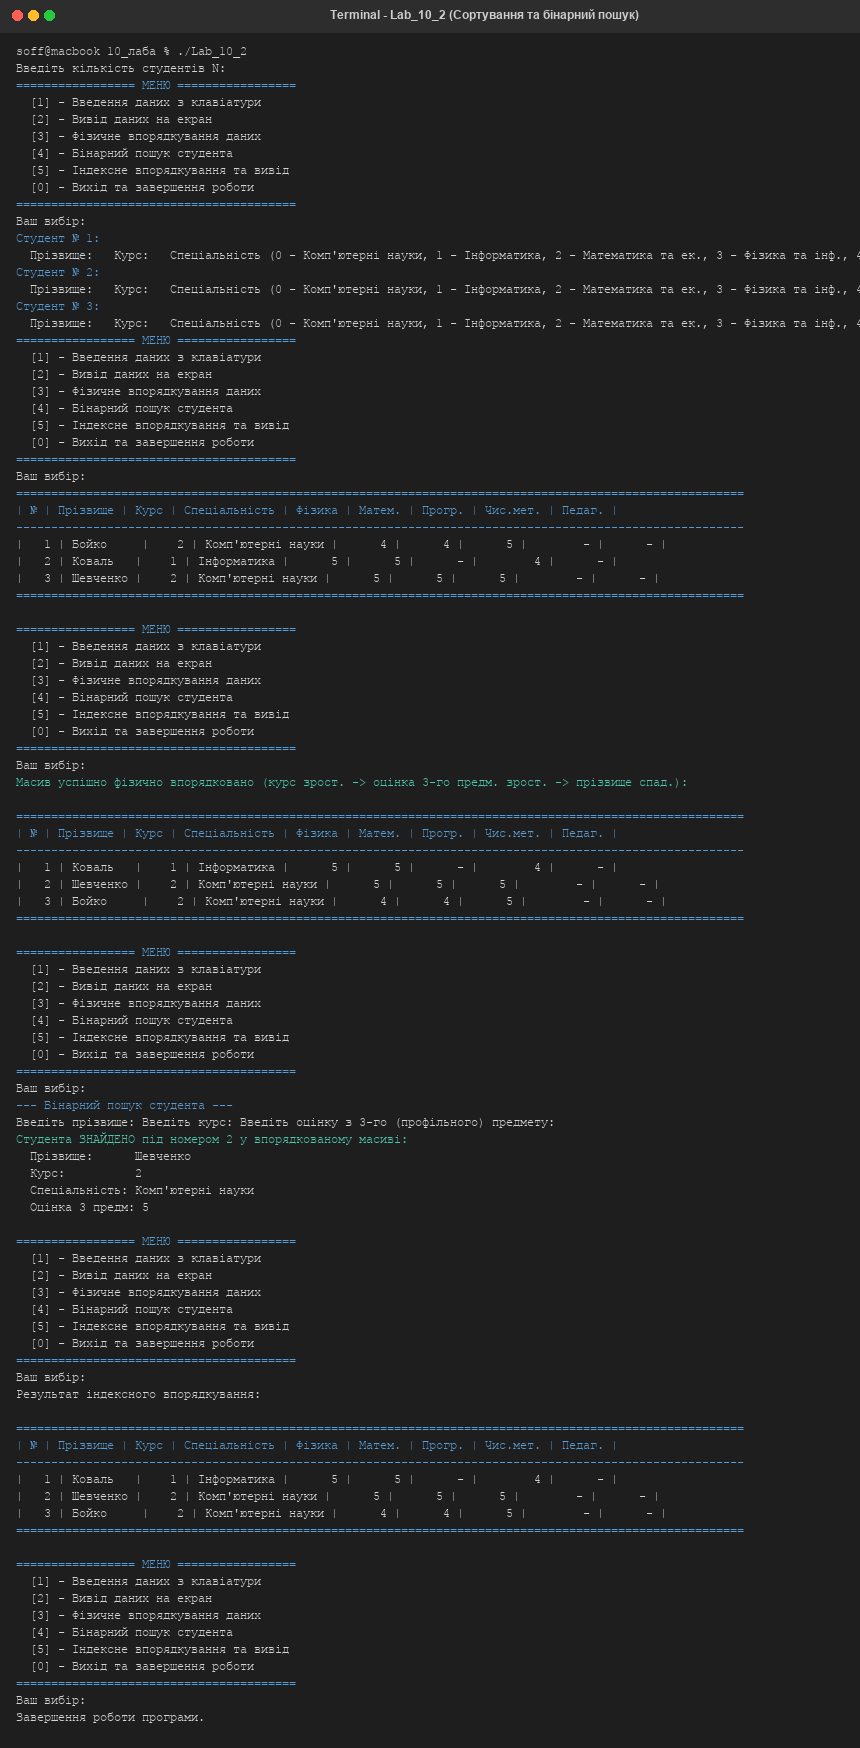 Terminal - Lab_10_2 (Сортування та бінарний пошук)
soff@macbook 10_лаба % ./Lab_10_2
Введіть кількість студентів N:
================= МЕНЮ =================
[1] - Введення даних з клавіатури
[2] - Вивід даних на екран
[3] - Фізичне впорядкування даних
[4] - Бінарний пошук студента
[5] - Індексне впорядкування та вивід
[0] - Вихід та завершення роботи
========================================
Ваш вибір:
Студент № 1:
Прізвище:   Курс:   Спеціальність (0 - Комп'ютерні науки, 1 - Інформатика, 2 - Математика та ек., 3 - Фізика та інф., 4
Студент № 2:
Прізвище:   Курс:   Спеціальність (0 - Комп'ютерні науки, 1 - Інформатика, 2 - Математика та ек., 3 - Фізика та інф., 4
Студент № 3:
Прізвище:   Курс:   Спеціальність (0 - Комп'ютерні науки, 1 - Інформатика, 2 - Математика та ек., 3 - Фізика та інф., 4
================= МЕНЮ =================
[1] - Введення даних з клавіатури
[2] - Вивід даних на екран
[3] - Фізичне впорядкування даних
[4] - Бінарний пошук студента
[5] - Індексне впорядкування та вивід
[0] - Вихід та завершення роботи
========================================
Ваш вибір:
========================================================================================================
| № | Прізвище | Курс | Спеціальність | Фізика | Матем. | Прогр. | Чис.мет. | Педаг. |
--------------------------------------------------------------------------------------------------------
|   1 | Бойко     |    2 | Комп'ютерні науки |      4 |      4 |      5 |        - |      - |
|   2 | Коваль   |    1 | Інформатика |      5 |      5 |      - |        4 |      - |
|   3 | Шевченко |    2 | Комп'ютерні науки |      5 |      5 |      5 |        - |      - |
========================================================================================================
================= МЕНЮ =================
[1] - Введення даних з клавіатури
[2] - Вивід даних на екран
[3] - Фізичне впорядкування даних
[4] - Бінарний пошук студента
[5] - Індексне впорядкування та вивід
[0] - Вихід та завершення роботи
========================================
Ваш вибір:
Масив успішно фізично впорядковано (курс зрост. -> оцінка 3-го предм. зрост. -> прізвище спад.):
========================================================================================================
| № | Прізвище | Курс | Спеціальність | Фізика | Матем. | Прогр. | Чис.мет. | Педаг. |
--------------------------------------------------------------------------------------------------------
|   1 | Коваль   |    1 | Інформатика |      5 |      5 |      - |        4 |      - |
|   2 | Шевченко |    2 | Комп'ютерні науки |      5 |      5 |      5 |        - |      - |
|   3 | Бойко     |    2 | Комп'ютерні науки |      4 |      4 |      5 |        - |      - |
========================================================================================================
================= МЕНЮ =================
[1] - Введення даних з клавіатури
[2] - Вивід даних на екран
[3] - Фізичне впорядкування даних
[4] - Бінарний пошук студента
[5] - Індексне впорядкування та вивід
[0] - Вихід та завершення роботи
========================================
Ваш вибір:
--- Бінарний пошук студента ---
Введіть прізвище: Введіть курс: Введіть оцінку з 3-го (профільного) предмету:
Студента ЗНАЙДЕНО під номером 2 у впорядкованому масиві:
Прізвище:      Шевченко
Курс:          2
Спеціальність: Комп'ютерні науки
Оцінка 3 предм: 5
================= МЕНЮ =================
[1] - Введення даних з клавіатури
[2] - Вивід даних на екран
[3] - Фізичне впорядкування даних
[4] - Бінарний пошук студента
[5] - Індексне впорядкування та вивід
[0] - Вихід та завершення роботи
========================================
Ваш вибір:
Результат індексного впорядкування:
========================================================================================================
| № | Прізвище | Курс | Спеціальність | Фізика | Матем. | Прогр. | Чис.мет. | Педаг. |
--------------------------------------------------------------------------------------------------------
|   1 | Коваль   |    1 | Інформатика |      5 |      5 |      - |        4 |      - |
|   2 | Шевченко |    2 | Комп'ютерні науки |      5 |      5 |      5 |        - |      - |
|   3 | Бойко     |    2 | Комп'ютерні науки |      4 |      4 |      5 |        - |      - |
========================================================================================================
================= МЕНЮ =================
[1] - Введення даних з клавіатури
[2] - Вивід даних на екран
[3] - Фізичне впорядкування даних
[4] - Бінарний пошук студента
[5] - Індексне впорядкування та вивід
[0] - Вихід та завершення роботи
========================================
Ваш вибір:
Завершення роботи програми.